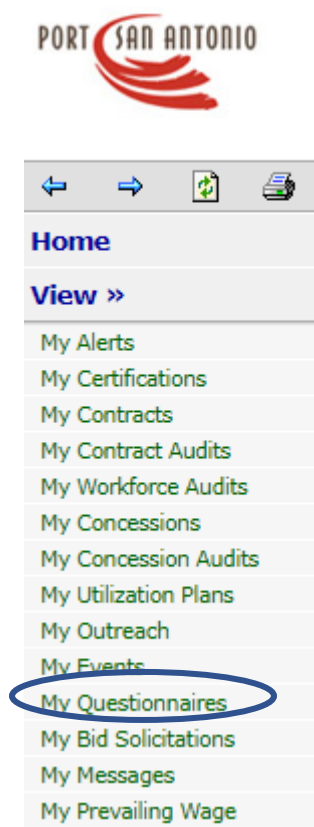 PORT SAN ANTONIO
Home
View »
My Alerts
My Certifications
My Contracts
My Contract Audits
My Workforce Audits
My Concessions
My Concession Audits
My Utilization Plans
My Outreach
My Events
My Questionnaires
My Bid Solicitations
My Messages
My Prevailing Wage